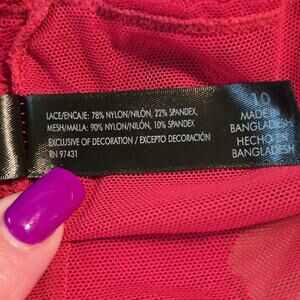 LACE/ENCAJE: 78% NYLON/NILÓN, 22% SPANDEX
MESH/MALLA: 90% NYLON/NILÓN, 10% SPANDEX
EXCLUSIVE OF DECORATION / EXCEPTO DECORACIÓN
RN 97431
10
MADE IN
BANGLADESH
HECHO EN
BANGLADESH